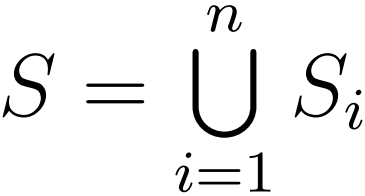 S = ⋃_{i=1}^{n} S_i